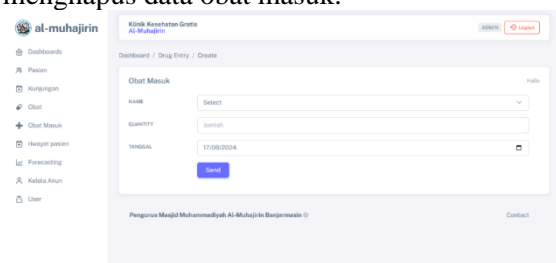 menghapus data obat masuk.
al-muhajirin
Klinik Kesehatan Gratis
Al-Muhajirin
ADMIN
Logout
Dashboards
Pasien
Kunjungan
Obat
Obat Masuk
Riwayat pasien
Forecasting
Kelola Akun
User
Dashboard / Drug Entry / Create
Obat Masuk
Hello
NAME
Select
QUANTITY
Jumlah
TANGGAL
17/08/2024
Send
Pengurus Masjid Muhammadiyah Al-Muhajirin Banjarmasin ©
Contact